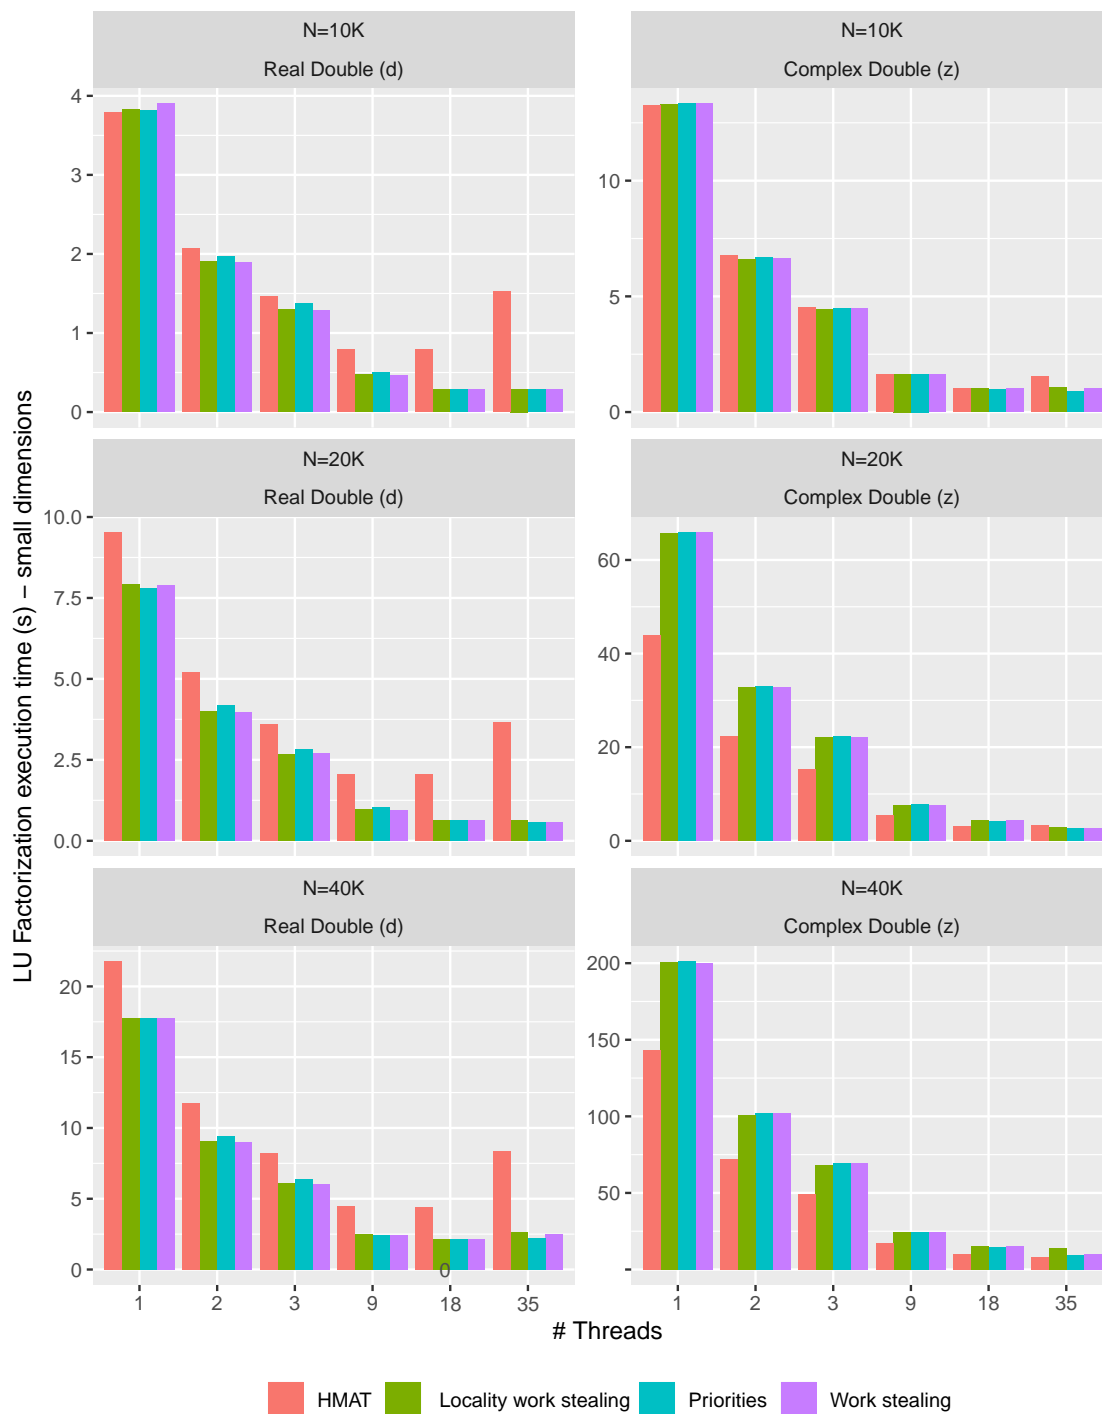 N=10K
Real Double (d)
N=10K
Complex Double (z)
4
3
2
1
0
10
5
0
N=20K
Real Double (d)
N=20K
Complex Double (z)
10.0
7.5
5.0
2.5
0.0
60
40
20
0
N=40K
Real Double (d)
N=40K
Complex Double (z)
20
15
10
5
0
0
200
150
100
50
LU Factorization execution time (s) − small dimensions
1 2 3 9 18 35
1 2 3 9 18 35
# Threads
HMAT Locality work stealing Priorities Work stealing